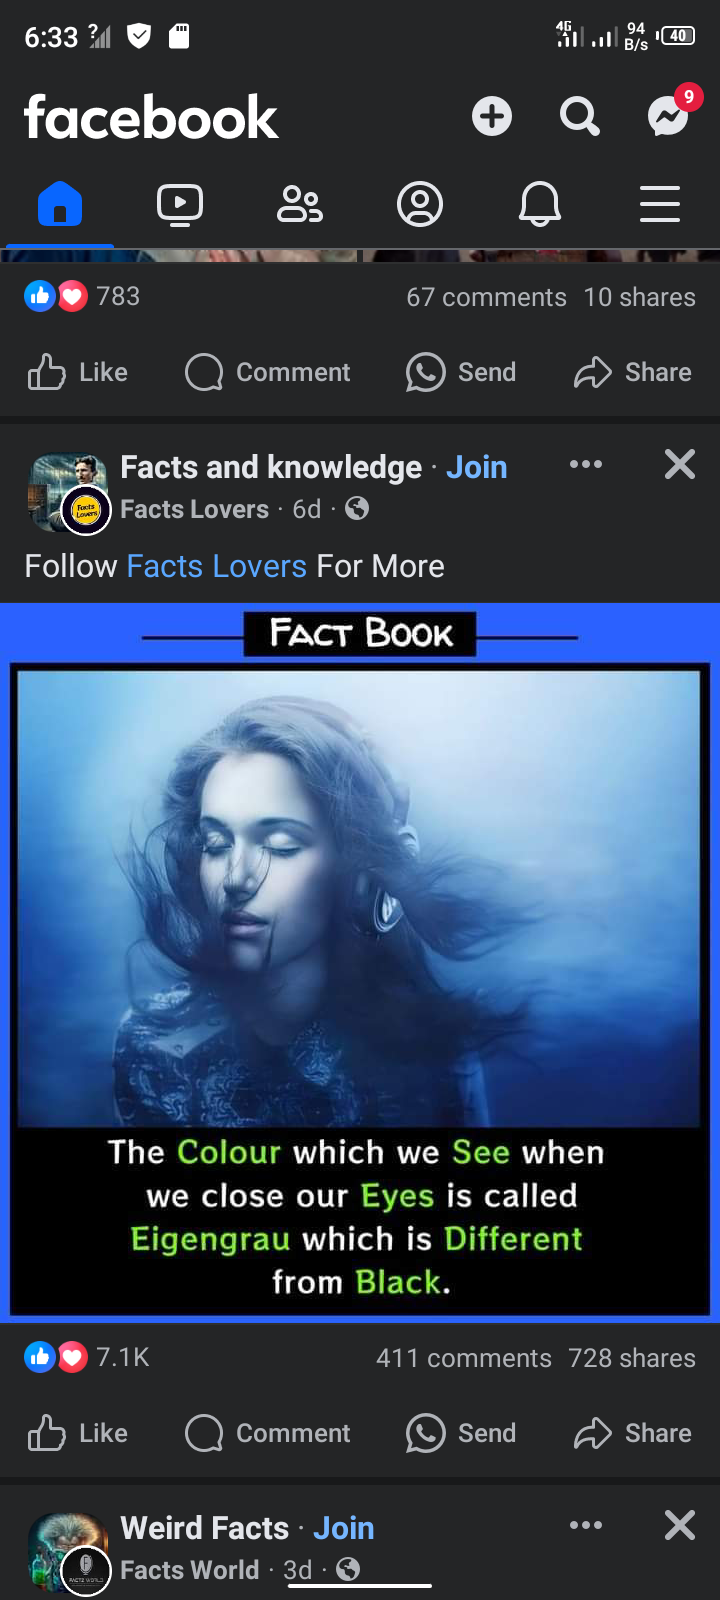 6:33
4G
94
B/s
40
facebook
9
783
67 comments 10 shares
Like
Comment
Send
Share
Facts and knowledge · Join
Facts Lovers · 6d ·
Facts
Lovers
Follow Facts Lovers For More
FACT BOOK
The Colour which we See when
we close our Eyes is called
Eigengrau which is Different
from Black.
7.1K
411 comments 728 shares
Like
Comment
Send
Share
Weird Facts · Join
Facts World · 3d ·